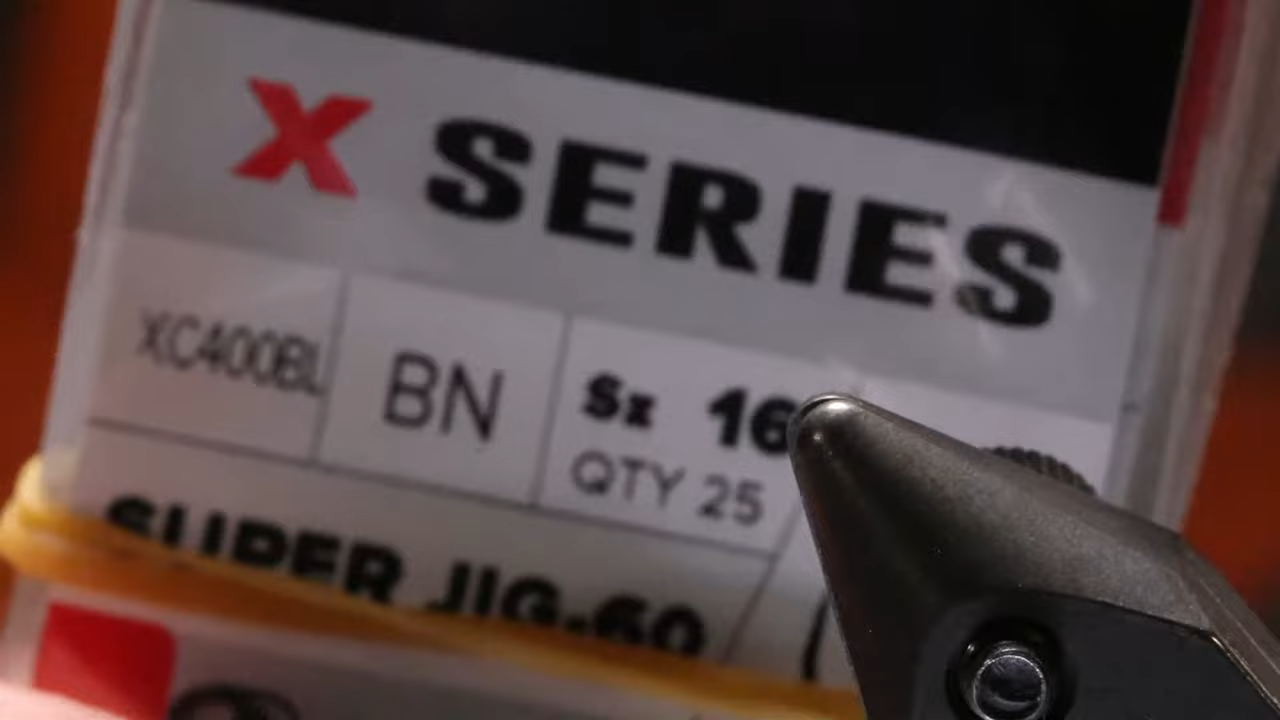 X SERIES
XC400BL BN Sz 16
QTY 25
SUPER JIG-60